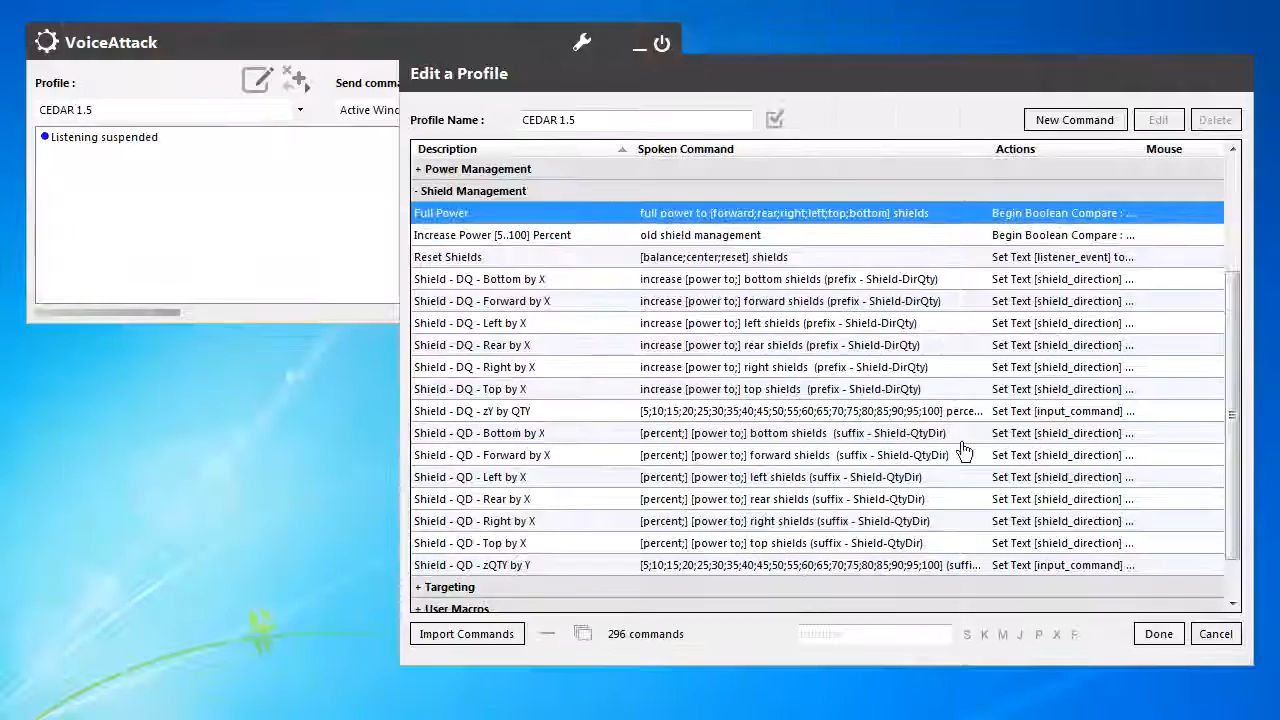 VoiceAttack
Profile :
Send comma
CEDAR 1.5
Active Winc
Listening suspended
Edit a Profile
Profile Name :
CEDAR 1.5
New Command
Edit
Delete
Description Spoken Command Actions Mouse
+ Power Management
- Shield Management
Full Power full power to [forward;rear;right;left;top;bottom] shields Begin Boolean Compare : ...
Increase Power [5..100] Percent old shield management Begin Boolean Compare : ...
Reset Shields [balance;center;reset] shields Set Text [listener_event] to...
Shield - DQ - Bottom by X increase [power to;] bottom shields (prefix - Shield-DirQty) Set Text [shield_direction] ...
Shield - DQ - Forward by X increase [power to;] forward shields (prefix - Shield-DirQty) Set Text [shield_direction] ...
Shield - DQ - Left by X increase [power to;] left shields (prefix - Shield-DirQty) Set Text [shield_direction] ...
Shield - DQ - Rear by X increase [power to;] rear shields (prefix - Shield-DirQty) Set Text [shield_direction] ...
Shield - DQ - Right by X increase [power to;] right shields (prefix - Shield-DirQty) Set Text [shield_direction] ...
Shield - DQ - Top by X increase [power to;] top shields (prefix - Shield-DirQty) Set Text [shield_direction] ...
Shield - DQ - zY by QTY [5;10;15;20;25;30;35;40;45;50;55;60;65;70;75;80;85;90;95;100] perce... Set Text [input_command] ...
Shield - QD - Bottom by X [percent;] [power to;] bottom shields (suffix - Shield-QtyDir) Set Text [shield_direction] ...
Shield - QD - Forward by X [percent;] [power to;] forward shields (suffix - Shield-QtyDir) Set Text [shield_direction] ...
Shield - QD - Left by X [percent;] [power to;] left shields (suffix - Shield-QtyDir) Set Text [shield_direction] ...
Shield - QD - Rear by X [percent;] [power to;] rear shields (suffix - Shield-QtyDir) Set Text [shield_direction] ...
Shield - QD - Right by X [percent;] [power to;] right shields (suffix - Shield-QtyDir) Set Text [shield_direction] ...
Shield - QD - Top by X [percent;] [power to;] top shields (suffix - Shield-QtyDir) Set Text [shield_direction] ...
Shield - QD - zQTY by Y [5;10;15;20;25;30;35;40;45;50;55;60;65;70;75;80;85;90;95;100] (suffi... Set Text [input_command] ...
+ Targeting
+ User Macros
Import Commands
296 commands
S K M J P X F
Done
Cancel